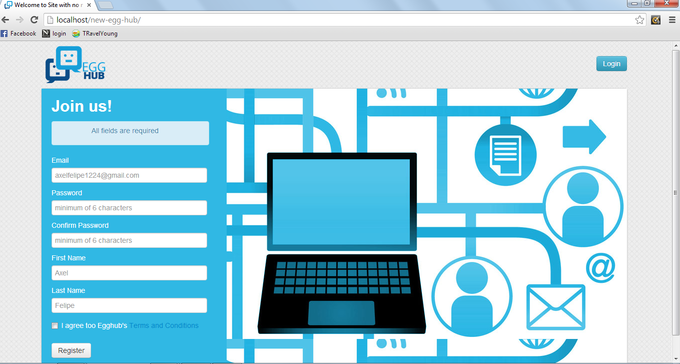 Welcome to Site with no
localhost/new-egg-hub/
Facebook login TRavelYoung
EGG
HUB
Login
Join us!
All fields are required
Email
axelfelipe1224@gmail.com
Password
minimum of 6 characters
Confirm Password
minimum of 6 characters
First Name
Axel
Last Name
Felipe
I agree too Egghub's Terms and Conditions
Register
@